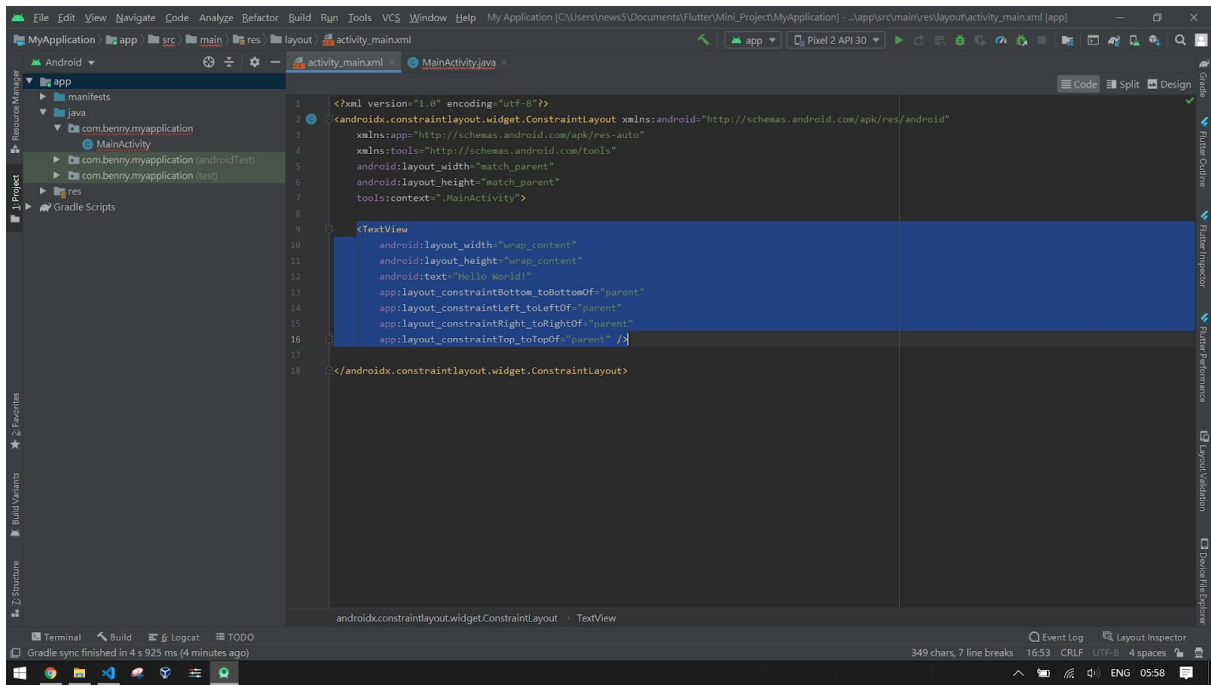 File Edit View Navigate Code Analyze Refactor Build Run Tools VCS Window Help My Application [C:\Users\news5\Documents\Flutter\Mini_Project\MyApplication] - ...\app\src\main\res\layout\activity_main.xml [app]
MyApplication app src main res layout activity_main.xml app Pixel 2 API 30
Android activity_main.xml MainActivity.java
Code Split Design
app
manifests
java
com.benny.myapplication
MainActivity
com.benny.myapplication (androidTest)
com.benny.myapplication (test)
res
Gradle Scripts
Resource Manager
1: Project
2: Favorites
Build Variants
Z: Structure
1 <?xml version="1.0" encoding="utf-8"?>
2 <androidx.constraintlayout.widget.ConstraintLayout xmlns:android="http://schemas.android.com/apk/res/android"
3 xmlns:app="http://schemas.android.com/apk/res-auto"
4 xmlns:tools="http://schemas.android.com/tools"
5 android:layout_width="match_parent"
6 android:layout_height="match_parent"
7 tools:context=".MainActivity">
8
9 <TextView
10 android:layout_width="wrap_content"
11 android:layout_height="wrap_content"
12 android:text="Hello World!"
13 app:layout_constraintBottom_toBottomOf="parent"
14 app:layout_constraintLeft_toLeftOf="parent"
15 app:layout_constraintRight_toRightOf="parent"
16 app:layout_constraintTop_toTopOf="parent" />
17
18 </androidx.constraintlayout.widget.ConstraintLayout>
Gradle
Flutter Outline
Flutter Inspector
Flutter Performance
Layout Validation
Device File Explorer
androidx.constraintlayout.widget.ConstraintLayout TextView
Terminal Build 6: Logcat TODO Event Log Layout Inspector
Gradle sync finished in 4 s 925 ms (4 minutes ago) 349 chars, 7 line breaks 16:53 CRLF UTF-8 4 spaces
ENG 05:58